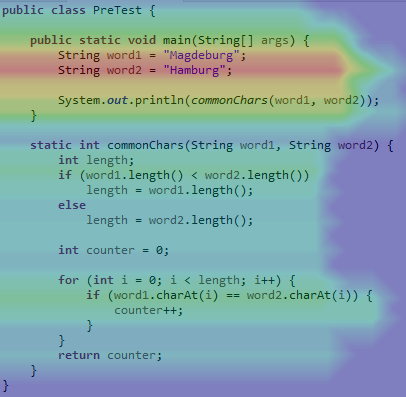 public class PreTest {
public static void main(String[] args) {
String word1 = "Magdeburg";
String word2 = "Hamburg";
System.out.println(commonChars(word1, word2));
}
static int commonChars(String word1, String word2) {
int length;
if (word1.length() < word2.length())
length = word1.length();
else
length = word2.length();
int counter = 0;
for (int i = 0; i < length; i++) {
if (word1.charAt(i) == word2.charAt(i)) {
counter++;
}
}
return counter;
}
}